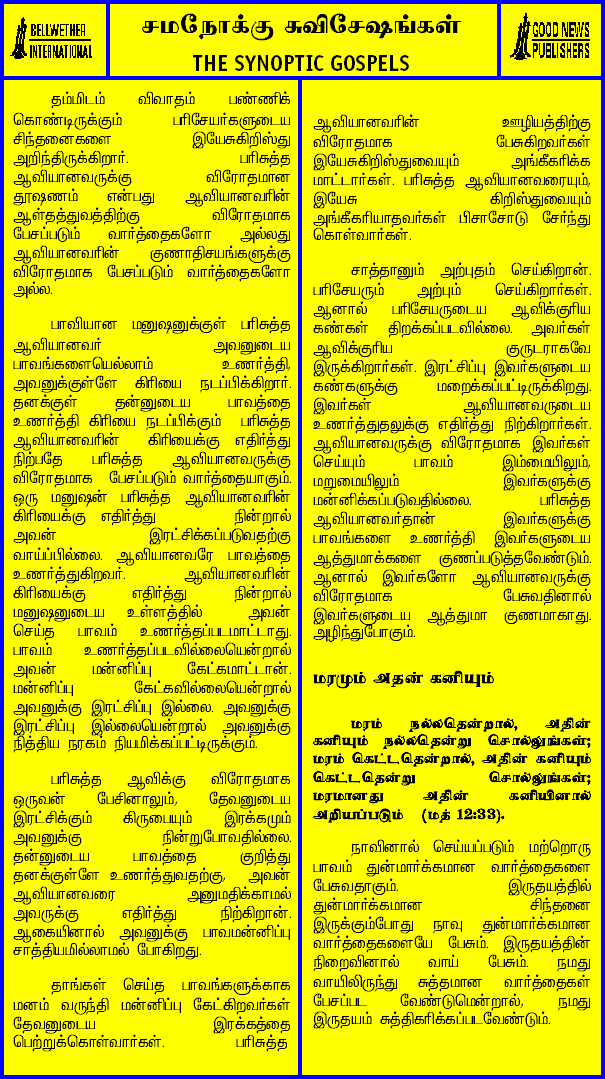 BELLWETHER
INTERNATIONAL
சமநோக்கு சுவிசேஷங்கள்
THE SYNOPTIC GOSPELS
GOOD NEWS
PUBLISHERS
தம்மிடம் விவாதம் பண்ணிக்
கொண்டிருக்கும் பரிசேயர்களுடைய
சிந்தனைகளை இயேசுகிறிஸ்து
அறிந்திருக்கிறார். பரிசுத்த
ஆவியானவருக்கு விரோதமான
தூஷணம் என்பது ஆவியானவரின்
ஆள்தத்துவத்திற்கு விரோதமாக
பேசப்படும் வார்த்தைகளோ அல்லது
ஆவியானவரின் குணாதிசயங்களுக்கு
விரோதமாக பேசப்படும் வார்த்தைகளோ
அல்ல.
பாவியான மனுஷனுக்குள் பரிசுத்த
ஆவியானவர் அவனுடைய
பாவங்களையெல்லாம் உணர்த்தி,
அவனுக்குள்ளே கிரியை நடப்பிக்கிறார்.
தனக்குள் தன்னுடைய பாவத்தை
உணர்த்தி கிரியை நடப்பிக்கும் பரிசுத்த
ஆவியானவரின் கிரியைக்கு எதிர்த்து
நிற்பதே பரிசுத்த ஆவியானவருக்கு
விரோதமாக பேசப்படும் வார்த்தையாகும்.
ஒரு மனுஷன் பரிசுத்த ஆவியானவரின்
கிரியைக்கு எதிர்த்து நின்றால்
அவன் இரட்சிக்கப்படுவதற்கு
வாய்ப்பில்லை. ஆவியானவரே பாவத்தை
உணர்த்துகிறவர். ஆவியானவரின்
கிரியைக்கு எதிர்த்து நின்றால்
மனுஷனுடைய உள்ளத்தில் அவன்
செய்த பாவம் உணர்த்தப்படமாட்டாது.
பாவம் உணர்த்தப்படவில்லையென்றால்
அவன் மன்னிப்பு கேட்கமாட்டான்.
மன்னிப்பு கேட்கவில்லையென்றால்
அவனுக்கு இரட்சிப்பு இல்லை. அவனுக்கு
இரட்சிப்பு இல்லையென்றால் அவனுக்கு
நித்திய நரகம் நியமிக்கப்பட்டிருக்கும்.
பரிசுத்த ஆவிக்கு விரோதமாக
ஒருவன் பேசினாலும், தேவனுடைய
இரட்சிக்கும் கிருபையும் இரக்கமும்
அவனுக்கு நின்றுபோவதில்லை.
தன்னுடைய பாவத்தை குறித்து
தனக்குள்ளே உணர்த்துவதற்கு, அவன்
ஆவியானவரை அனுமதிக்காமல்
அவருக்கு எதிர்த்து நிற்கிறான்.
ஆகையினால் அவனுக்கு பாவமன்னிப்பு
சாத்தியமில்லாமல் போகிறது.
தாங்கள் செய்த பாவங்களுக்காக
மனம் வருந்தி மன்னிப்பு கேட்கிறவர்கள்
தேவனுடைய இரக்கத்தை
பெற்றுக்கொள்வார்கள். பரிசுத்த
ஆவியானவரின் ஊழியத்திற்கு
விரோதமாக பேசுகிறவர்கள்
இயேசுகிறிஸ்துவையும் அங்கீகரிக்க
மாட்டார்கள். பரிசுத்த ஆவியானவரையும்,
இயேசு கிறிஸ்துவையும்
அங்கீகரியாதவர்கள் பிசாசோடு சேர்ந்து
கொள்வார்கள்.
சாத்தானும் அற்புதம் செய்கிறான்.
பரிசேயரும் அற்பும் செய்கிறார்கள்.
ஆனால் பரிசேயருடைய ஆவிக்குரிய
கண்கள் திறக்கப்படவில்லை. அவர்கள்
ஆவிக்குரிய குருடராகவே
இருக்கிறார்கள். இரட்சிப்பு இவர்களுடைய
கண்களுக்கு மறைக்கப்பட்டிருக்கிறது.
இவர்கள் ஆவியானவருடைய
உணர்த்துதலுக்கு எதிர்த்து நிற்கிறார்கள்.
ஆவியானவருக்கு விரோதமாக இவர்கள்
செய்யும் பாவம் இம்மையிலும்,
மறுமையிலும் இவர்களுக்கு
மன்னிக்கப்படுவதில்லை. பரிசுத்த
ஆவியானவர்தான் இவர்களுக்கு
பாவங்களை உணர்த்தி இவர்களுடைய
ஆத்துமாக்களை குணப்படுத்தவேண்டும்.
ஆனால் இவர்களோ ஆவியானவருக்கு
விரோதமாக பேசுவதினால்
இவர்களுடைய ஆத்துமா குணமாகாது.
அழிந்துபோகும்.
மரமும் அதன் கனியும்
மரம் நல்லதென்றால், அதின்
கனியும் நல்லதென்று சொல்லுங்கள்;
மரம் கெட்டதென்றால், அதின் கனியும்
கெட்டதென்று சொல்லுங்கள்;
மரமானது அதின் கனியினால்
அறியப்படும் (மத் 12:33).
நாவினால் செய்யப்படும் மற்றொரு
பாவம் துன்மார்க்கமான வார்த்தைகளை
பேசுவதாகும். இருதயத்தில்
துன்மார்க்கமான சிந்தனை
இருக்கும்போது நாவு துன்மார்க்கமான
வார்த்தைகளையே பேசும். இருதயத்தின்
நிறைவினால் வாய் பேசும். நமது
வாயிலிருந்து சுத்தமான வார்த்தைகள்
பேசப்பட வேண்டுமென்றால், நமது
இருதயம் சுத்திகரிக்கப்படவேண்டும்.